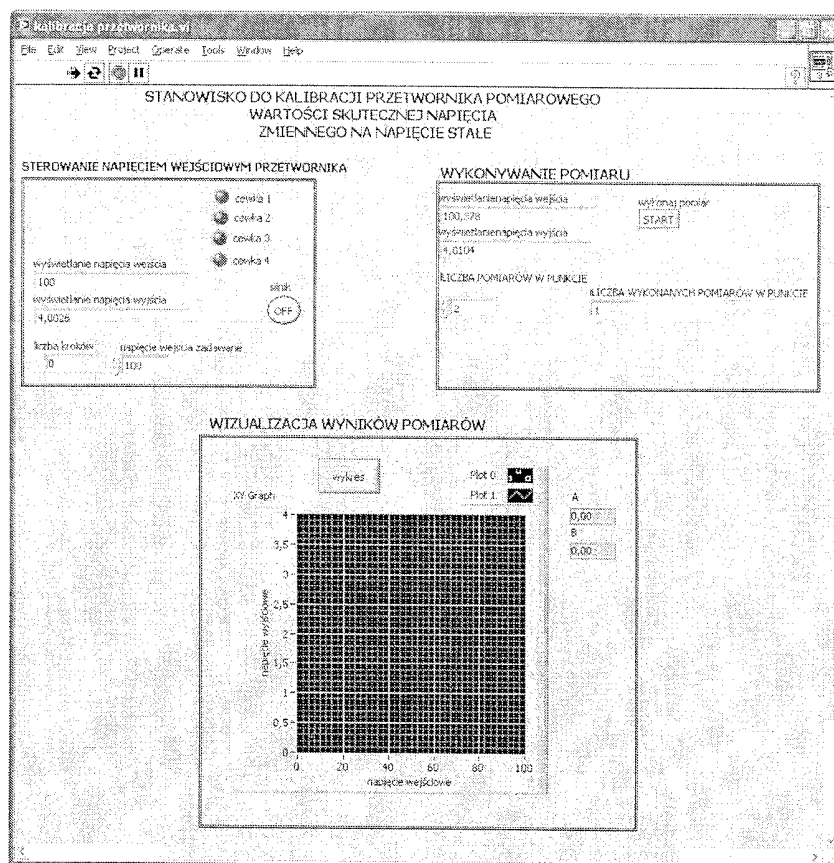 kalibracja przetwornika.vi
File Edit View Project Operate Tools Window Help
STANOWISKO DO KALIBRACJI PRZETWORNIKA POMIAROWEGO
WARTOŚCI SKUTECZNEJ NAPIĘCIA
ZMIENNEGO NA NAPIĘCIE STAŁE
STEROWANIE NAPIĘCIEM WEJŚCIOWYM PRZETWORNIKA
cewka 1
cewka 2
cewka 3
cewka 4
wyświetlanie napięcia wejścia
100
wyświetlanie napięcia wyjścia
4,0026
silnik
OFF
liczba kroków
0
napięcie wejścia zadawane
100
WYKONYWANIE POMIARU
wyświetlanienapięcia wejścia
100,578
wyświetlanienapięcia wyjścia
4,0104
wykonaj pomiar
START
LICZBA POMIARÓW W PUNKCIE
2
LICZBA WYKONANYCH POMIARÓW W PUNKCIE
1
WIZUALIZACJA WYNIKÓW POMIARÓW
wykres
Plot 0
Plot 1
XY Graph
A
0,00
B
0,00
napięcie wyjściowe
4
3,5
3
2,5
2
1,5
1
0,5
0
0 20 40 60 80 100
napięcie wejściowe